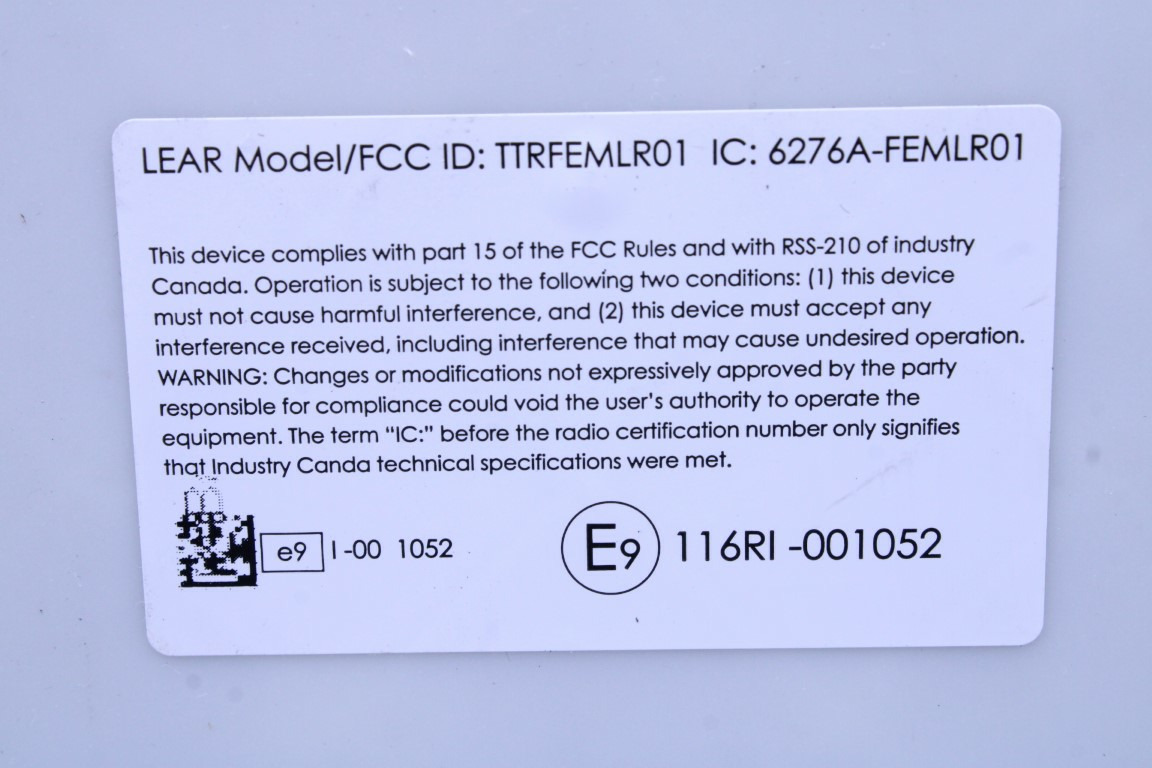 LEAR Model/FCC ID: TTRFEMLR01 IC: 6276A-FEMLR01
This device complies with part 15 of the FCC Rules and with RSS-210 of industry
Canada. Operation is subject to the following two conditions: (1) this device
must not cause harmful interference, and (2) this device must accept any
interference received, including interference that may cause undesired operation.
WARNING: Changes or modifications not expressively approved by the party
responsible for compliance could void the user's authority to operate the
equipment. The term "IC:" before the radio certification number only signifies
that Industry Canda technical specifications were met.
e9 I-00 1052 E9 116RI -001052